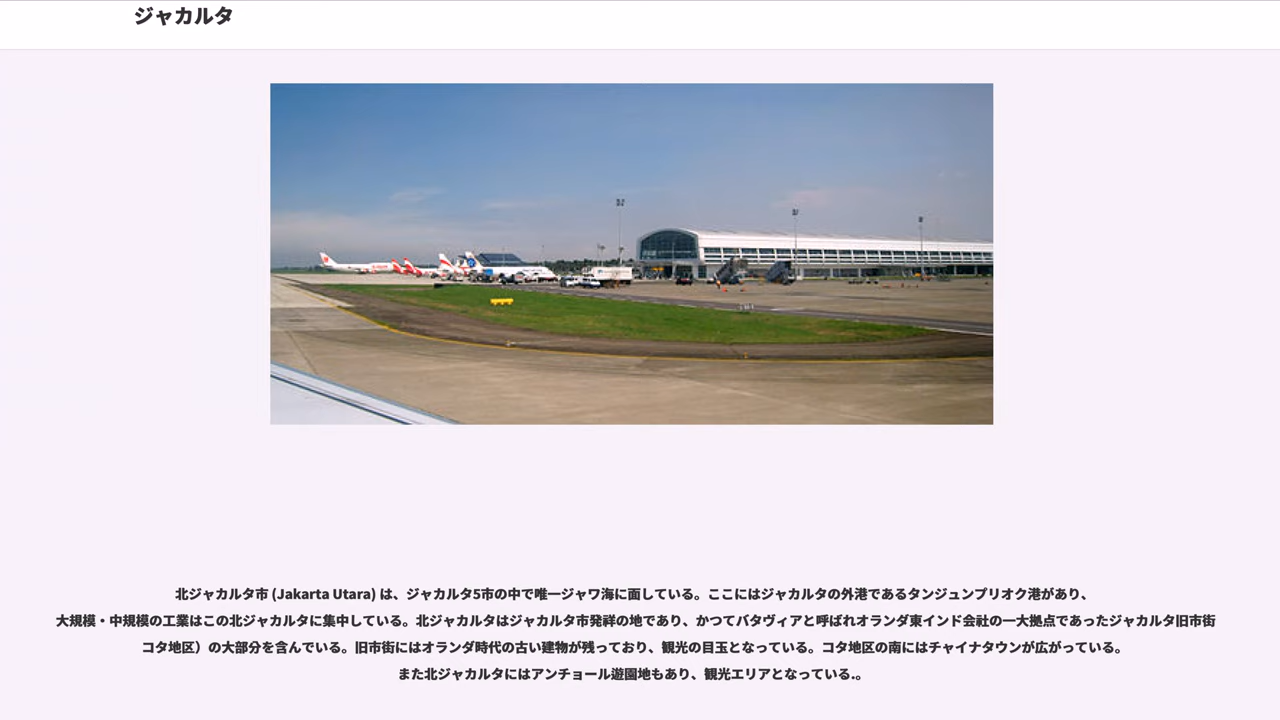 ジャカルタ
北ジャカルタ市 (Jakarta Utara) は、ジャカルタ5市の中で唯一ジャワ海に面している。ここにはジャカルタの外港であるタンジュンプリオク港があり、
大規模・中規模の工業はこの北ジャカルタに集中している。北ジャカルタはジャカルタ市発祥の地であり、かつてバタヴィアと呼ばれオランダ東インド会社の一大拠点であったジャカルタ旧市街
コタ地区）の大部分を含んでいる。旧市街にはオランダ時代の古い建物が残っており、観光の目玉となっている。コタ地区の南にはチャイナタウンが広がっている。
また北ジャカルタにはアンチョール遊園地もあり、観光エリアとなっている.。